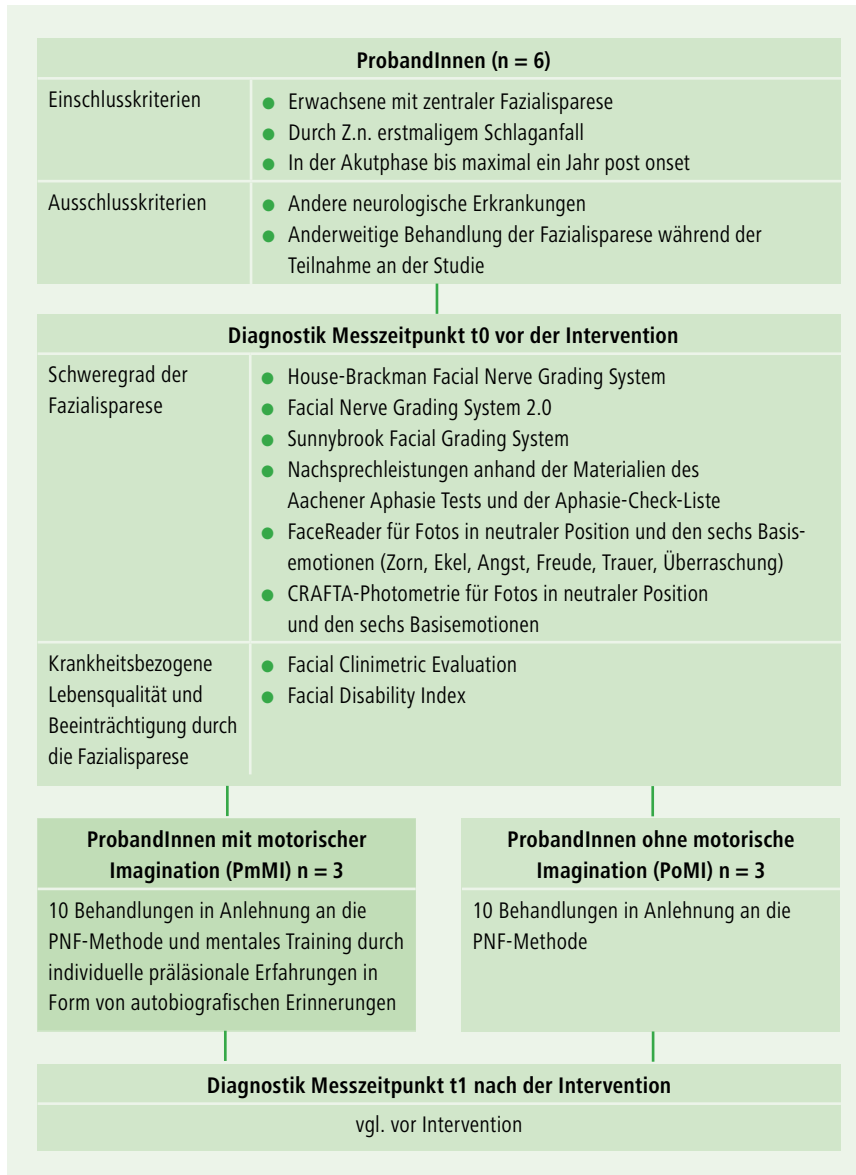 ProbandInnen (n = 6)
Einschlusskriterien
● Erwachsene mit zentraler Fazialisparese
● Durch Z.n. erstmaligem Schlaganfall
● In der Akutphase bis maximal ein Jahr post onset
Ausschlusskriterien
● Andere neurologische Erkrankungen
● Anderweitige Behandlung der Fazialisparese während der
Teilnahme an der Studie
Diagnostik Messzeitpunkt t0 vor der Intervention
Schweregrad der
Fazialisparese
● House-Brackman Facial Nerve Grading System
● Facial Nerve Grading System 2.0
● Sunnybrook Facial Grading System
● Nachsprechleistungen anhand der Materialien des
Aachener Aphasie Tests und der Aphasie-Check-Liste
● FaceReader für Fotos in neutraler Position und den sechs Basis-
emotionen (Zorn, Ekel, Angst, Freude, Trauer, Überraschung)
● CRAFTA-Photometrie für Fotos in neutraler Position
und den sechs Basisemotionen
Krankheitsbezogene
Lebensqualität und
Beeinträchtigung durch
die Fazialisparese
● Facial Clinimetric Evaluation
● Facial Disability Index
ProbandInnen mit motorischer
Imagination (PmMI) n = 3
10 Behandlungen in Anlehnung an die
PNF-Methode und mentales Training durch
individuelle präläsionale Erfahrungen in
Form von autobiografischen Erinnerungen
ProbandInnen ohne motorische
Imagination (PoMI) n = 3
10 Behandlungen in Anlehnung an die
PNF-Methode
Diagnostik Messzeitpunkt t1 nach der Intervention
vgl. vor Intervention